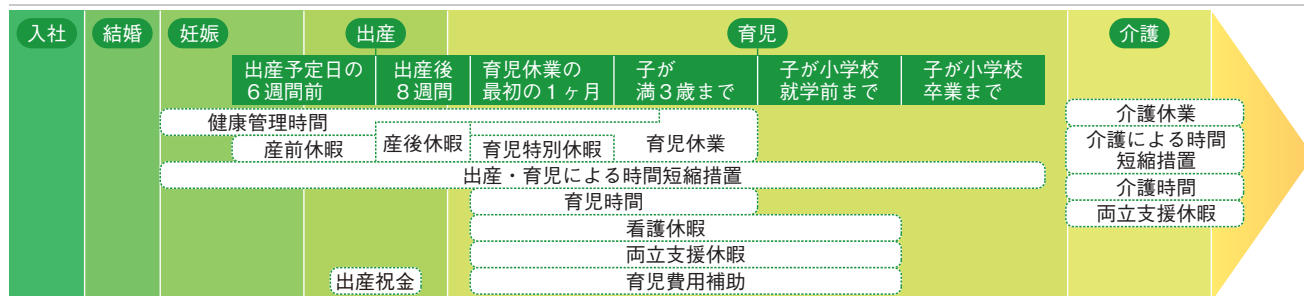 入社
結婚
妊娠
出産
育児
介護
出産予定日の
6週間前
出産後
8週間
育児休業の
最初の1ヶ月
子が
満3歳まで
子が小学校
就学前まで
子が小学校
卒業まで
健康管理時間
産前休暇
産後休暇
育児特別休暇
育児休業
出産・育児による時間短縮措置
育児時間
看護休暇
両立支援休暇
出産祝金
育児費用補助
介護休業
介護による時間
短縮措置
介護時間
両立支援休暇